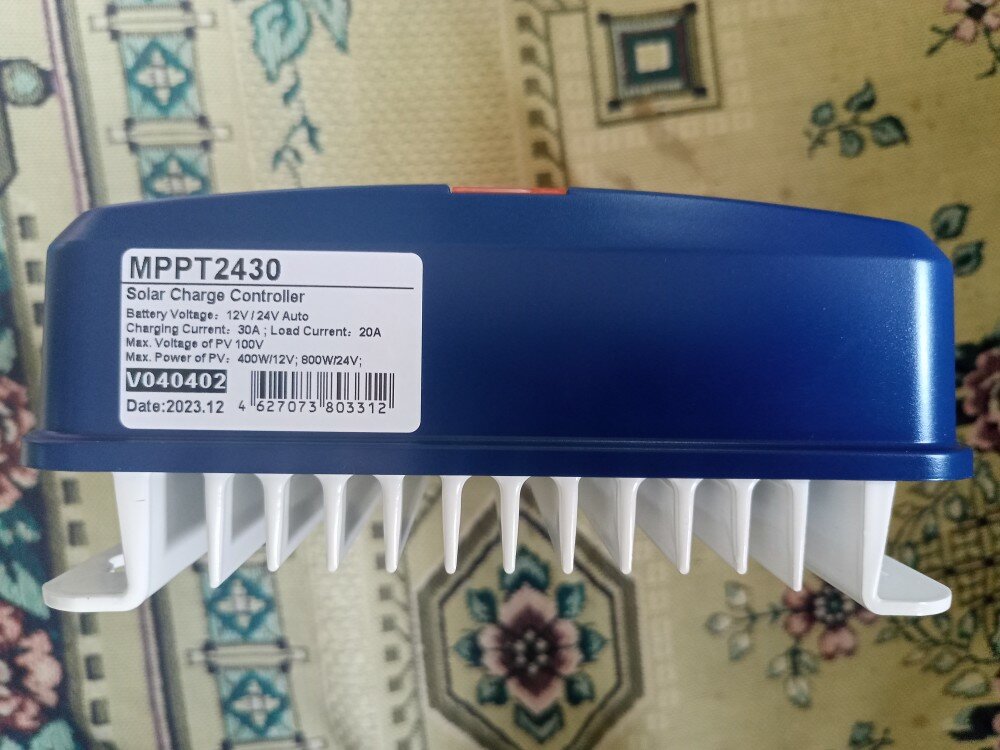 MPPT2430
Solar Charge Controller
Battery Voltage: 12V / 24V Auto
Charging Current: 30A ; Load Current: 20A
Max. Voltage of PV 100V
Max. Power of PV: 400W/12V; 800W/24V;
V040402
Date:2023.12 4 627073 803312